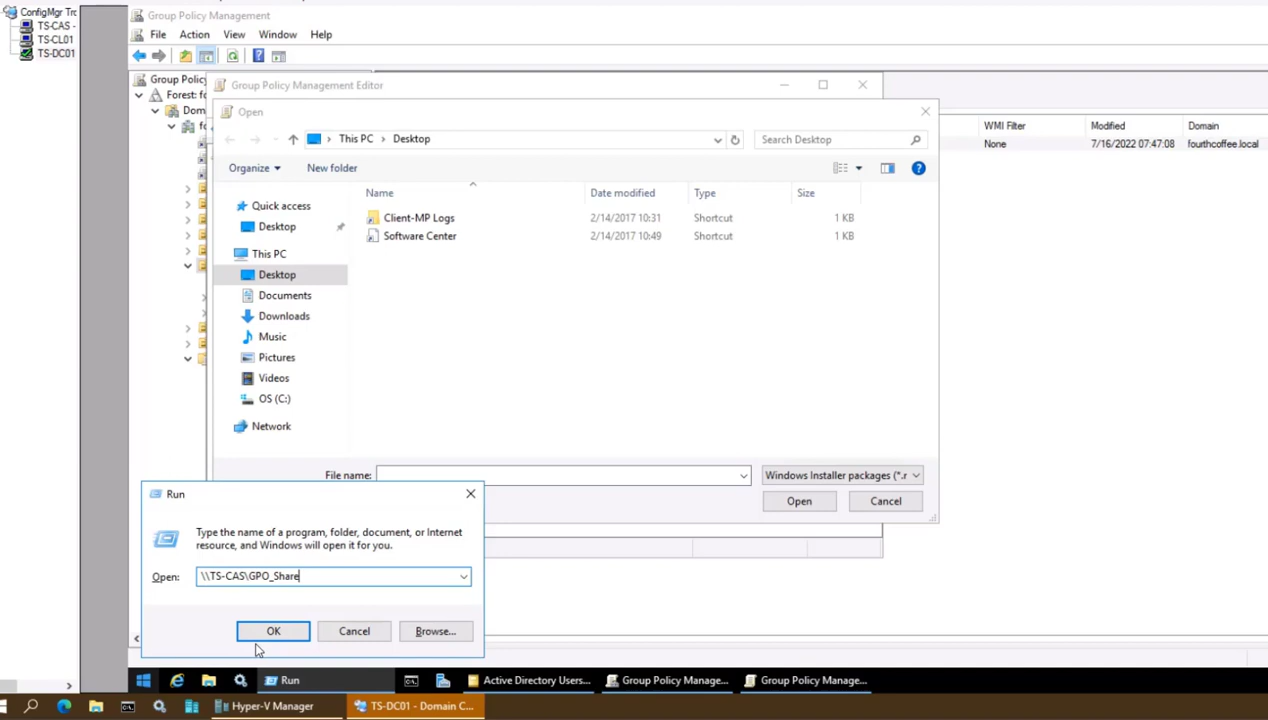 ConfigMgr Tr
TS-CAS -
TS-CL01
TS-DC01
Group Policy Management
File Action View Window Help
Group Policy
Forest: fo
Dom
Group Policy Management Editor
Open
This PC > Desktop
Search Desktop
Organize
New folder
Name
Date modified
Type
Size
Client-MP Logs 2/14/2017 10:31 Shortcut 1 KB
Software Center 2/14/2017 10:49 Shortcut 1 KB
Quick access
Desktop
This PC
Desktop
Documents
Downloads
Music
Pictures
Videos
OS (C:)
Network
File name:
Windows Installer packages (*.
Open
Cancel
WMI Filter Modified Domain
None 7/16/2022 07:47:08 fourthcoffee.local
Run
Type the name of a program, folder, document, or Internet
resource, and Windows will open it for you.
Open: \\TS-CAS\GPO_Share
OK Cancel Browse...
Run
Active Directory Users...
Group Policy Manage...
Group Policy Manage...
Hyper-V Manager
TS-DC01 - Domain C...